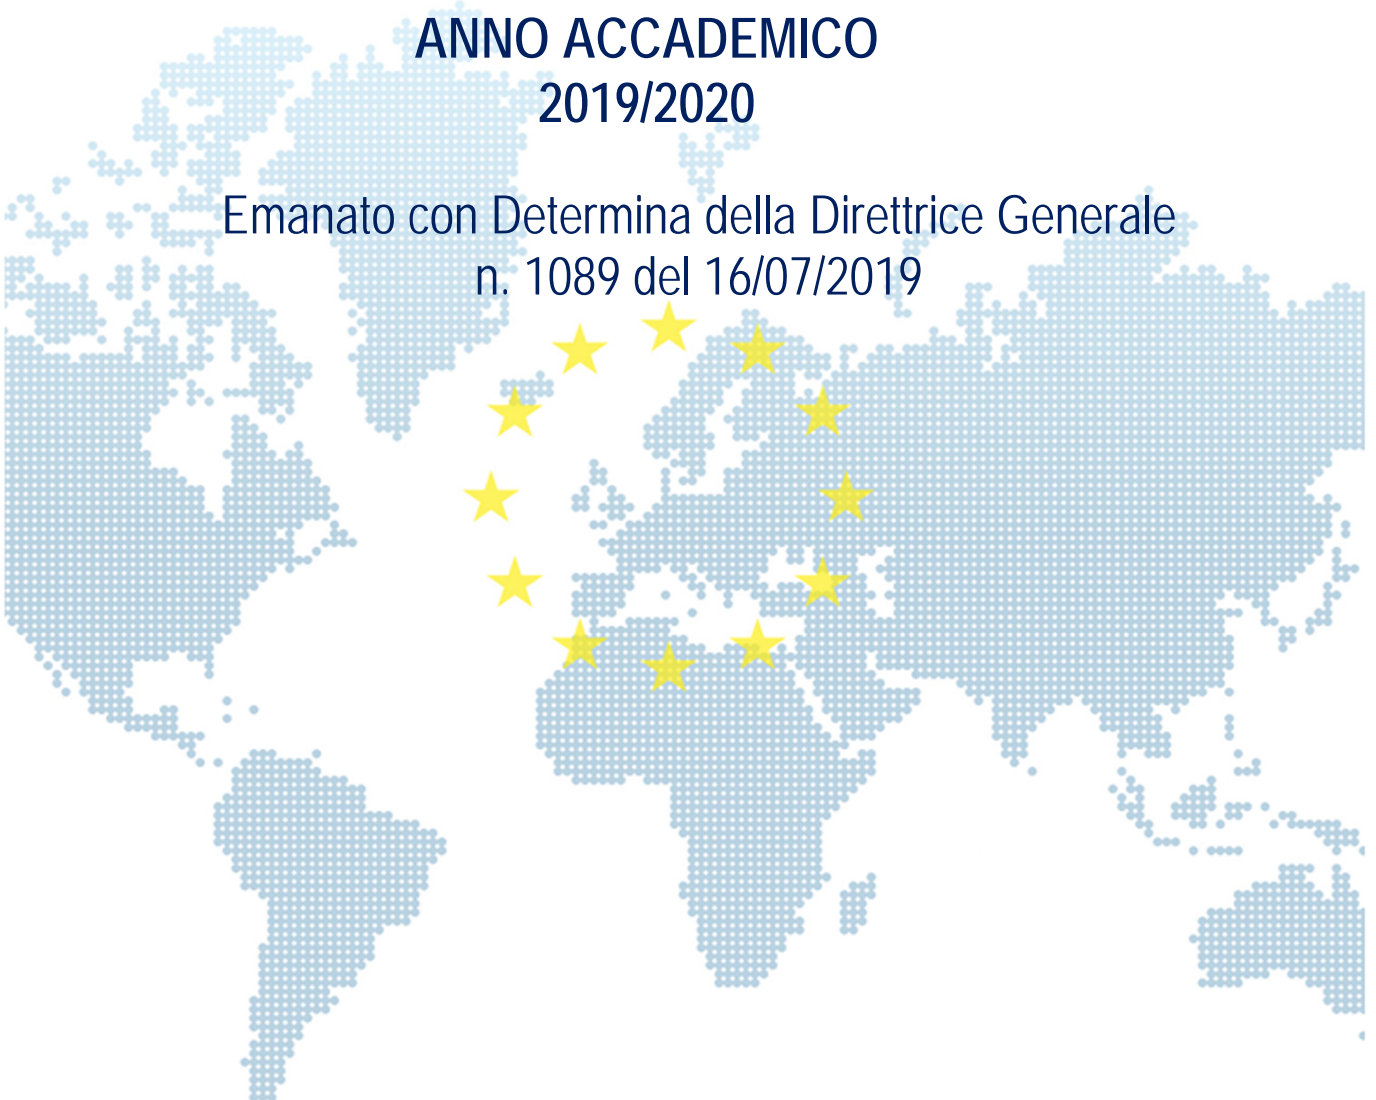 ANNO ACCADEMICO
2019/2020
Emanato con Determina della Direttrice Generale
n. 1089 del 16/07/2019